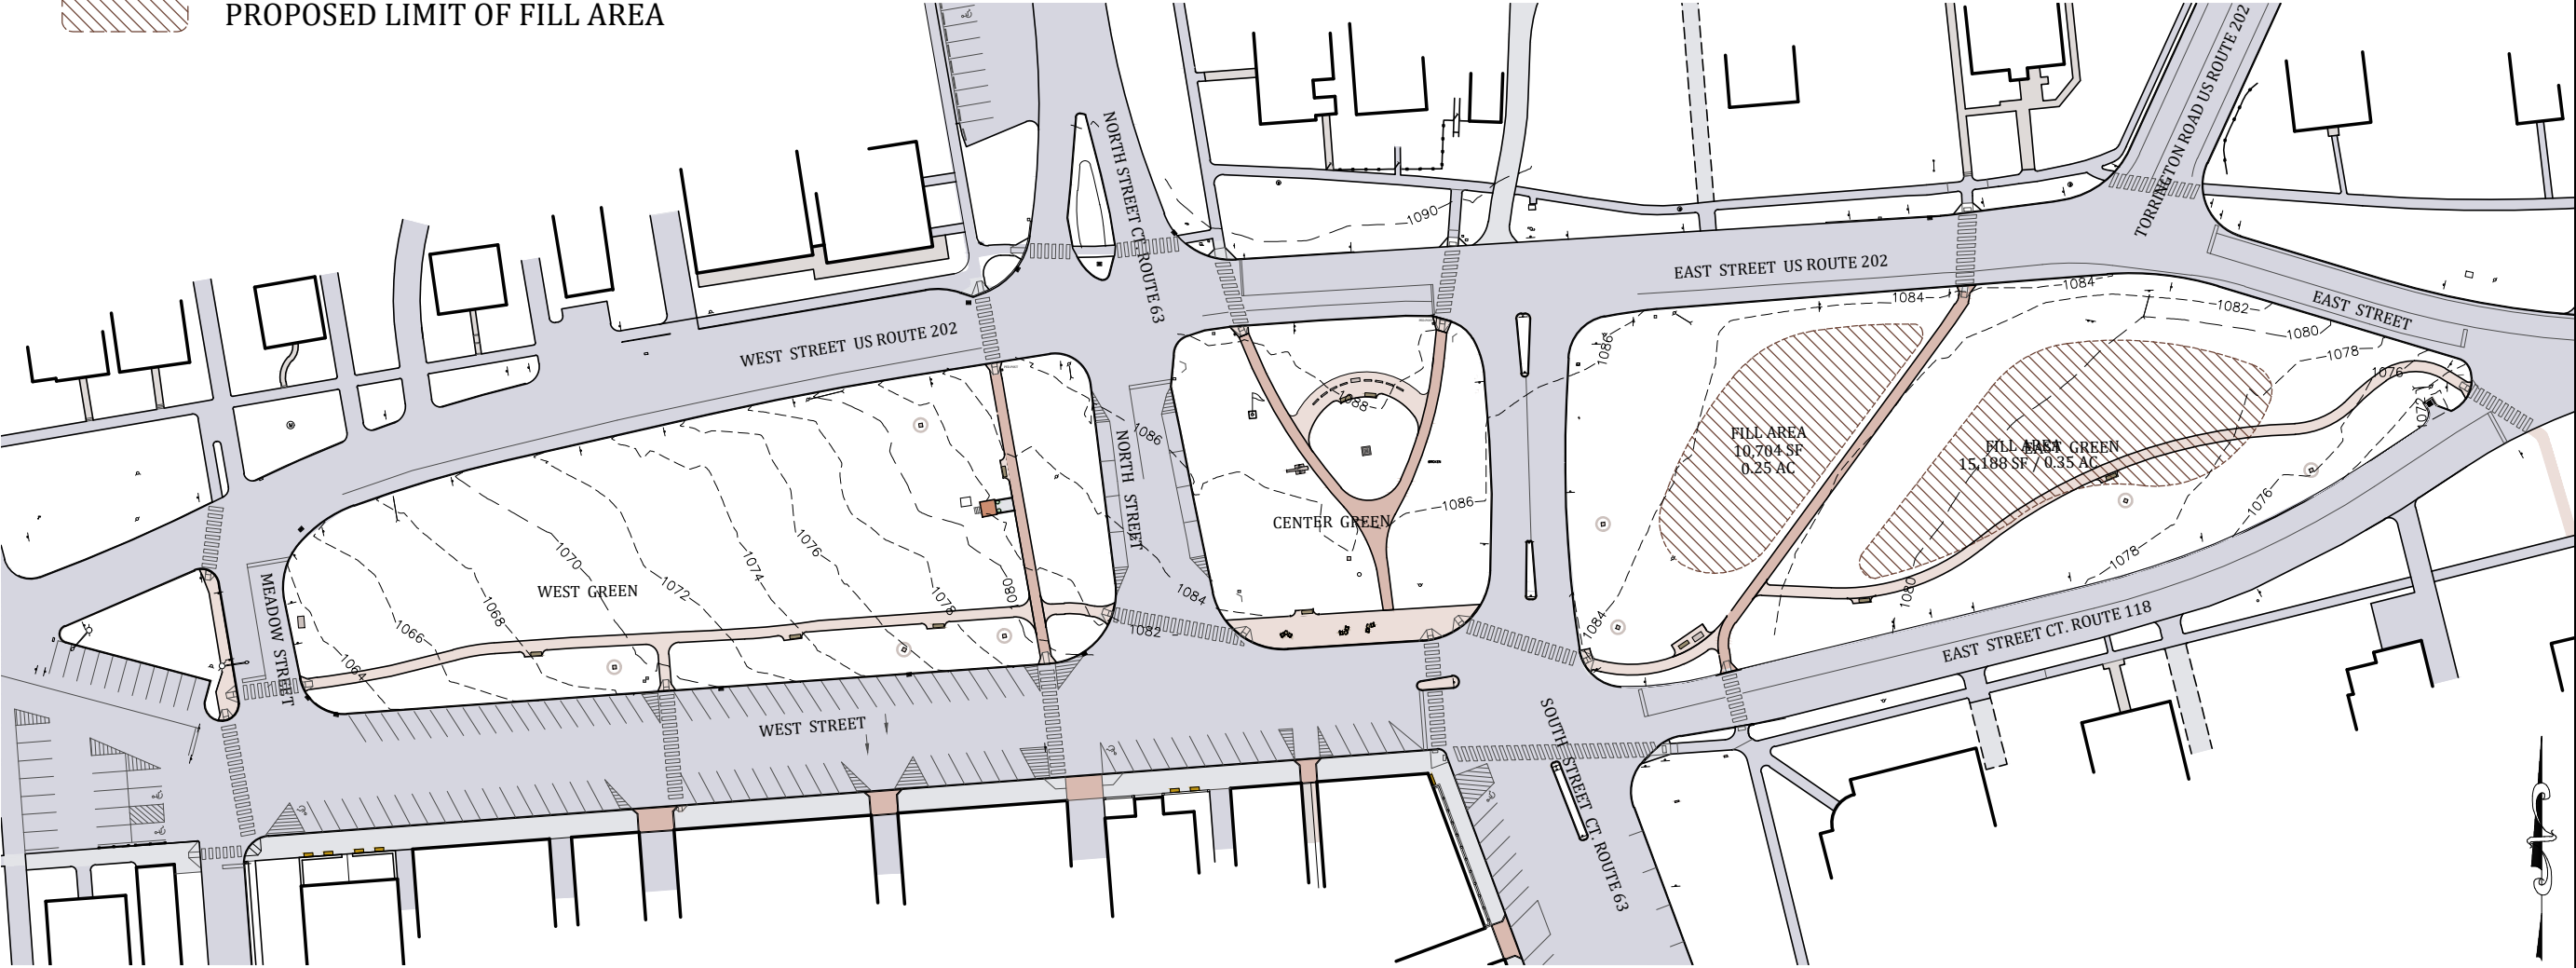 PROPOSED LIMIT OF FILL AREA
NORTH STREET CT. ROUTE 63
TORRINGTON ROAD US ROUTE 202
1090
EAST STREET US ROUTE 202
EAST STREET
WEST STREET US ROUTE 202
1084
1084
1082
1080
1078
1076
1072
1086
1088
1086
NORTH STREET
FILL AREA
10,704 SF
0.25 AC
FILL AREA
EAST GREEN
15,188 SF / 0.35 AC
1086
CENTER GREEN
1076
1078
1080
1070
1072
1074
1076
1078
1080
WEST GREEN
1068
1066
1064
1084
1082
1084
MEADOW STREET
EAST STREET CT. ROUTE 118
WEST STREET
SOUTH STREET CT. ROUTE 63